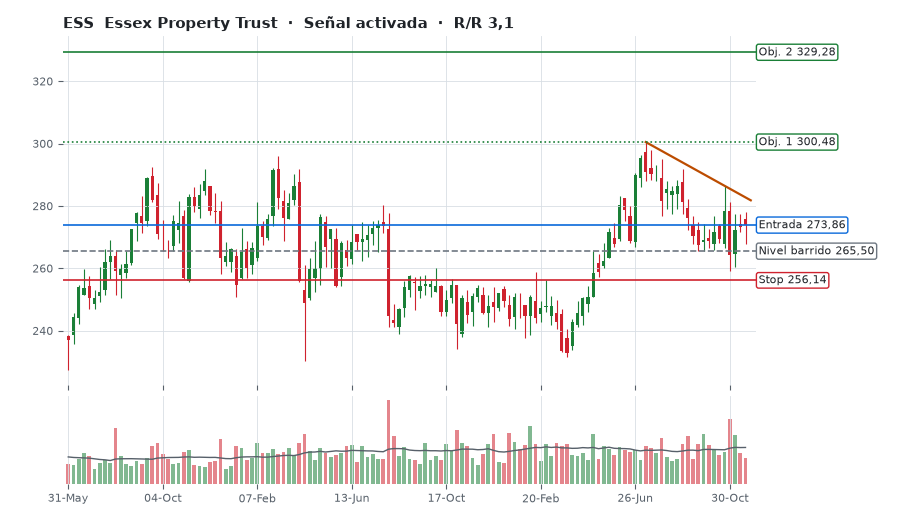 ESS Essex Property Trust · Señal activada · R/R 3,1
Obj. 2 329,28
320
Obj. 1 300,48
300
280
Entrada 273,86
Nivel barrido 265,50
260
Stop 256,14
240
31-May 04-Oct 07-Feb 13-Jun 17-Oct 20-Feb 26-Jun 30-Oct